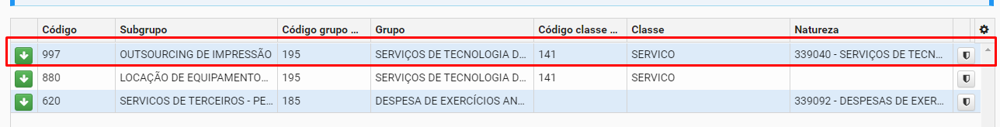 Código Subgrupo Código grupo ... Grupo Código classe ... Classe Natureza
997 OUTSOURCING DE IMPRESSÃO 195 SERVIÇOS DE TECNOLOGIA D... 141 SERVICO 339040 - SERVIÇOS DE TECN...
880 LOCAÇÃO DE EQUIPAMENTO... 195 SERVIÇOS DE TECNOLOGIA D... 141 SERVICO
620 SERVICOS DE TERCEIROS - PE... 185 DESPESA DE EXERCÍCIOS AN... 339092 - DESPESAS DE EXER...